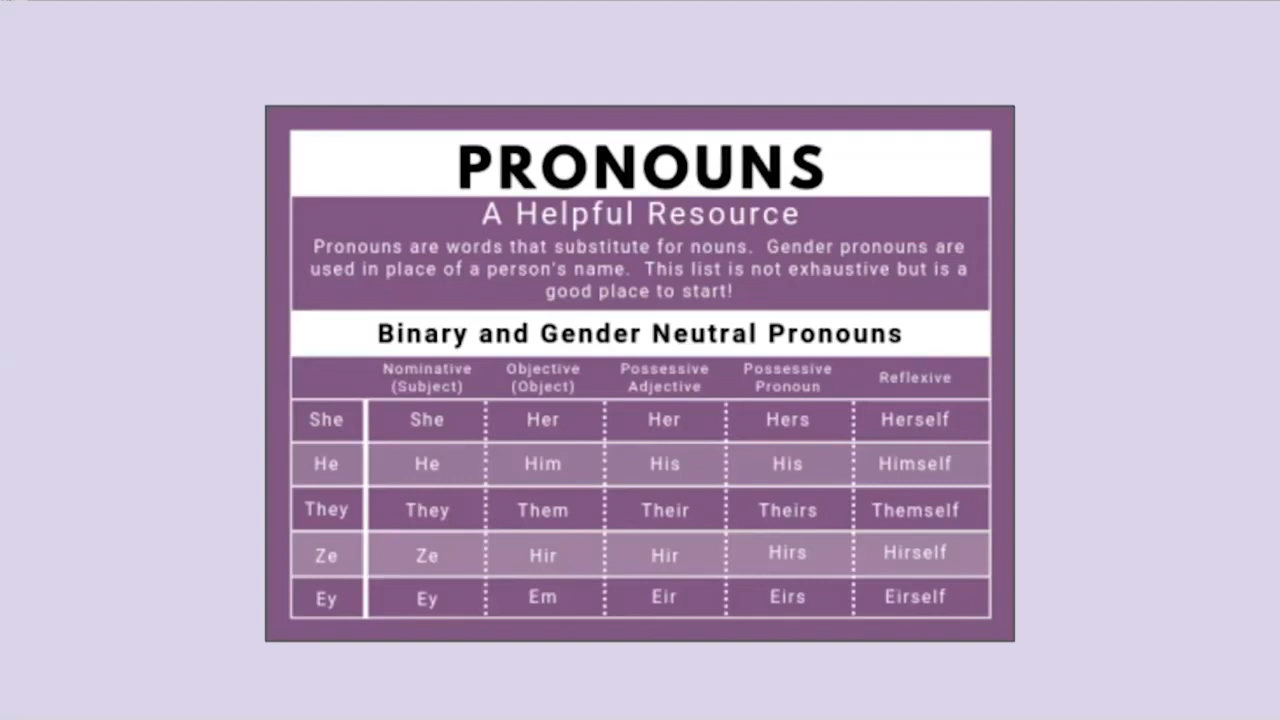 PRONOUNS
A Helpful Resource
Pronouns are words that substitute for nouns. Gender pronouns are
used in place of a person's name. This list is not exhaustive but is a
good place to start!
Binary and Gender Neutral Pronouns
Nominative (Subject) Objective (Object) Possessive Adjective Possessive Pronoun Reflexive
She She Her Her Hers Herself
He He Him His His Himself
They They Them Their Theirs Themself
Ze Ze Hir Hir Hirs Hirself
Ey Ey Em Eir Eirs Eirself